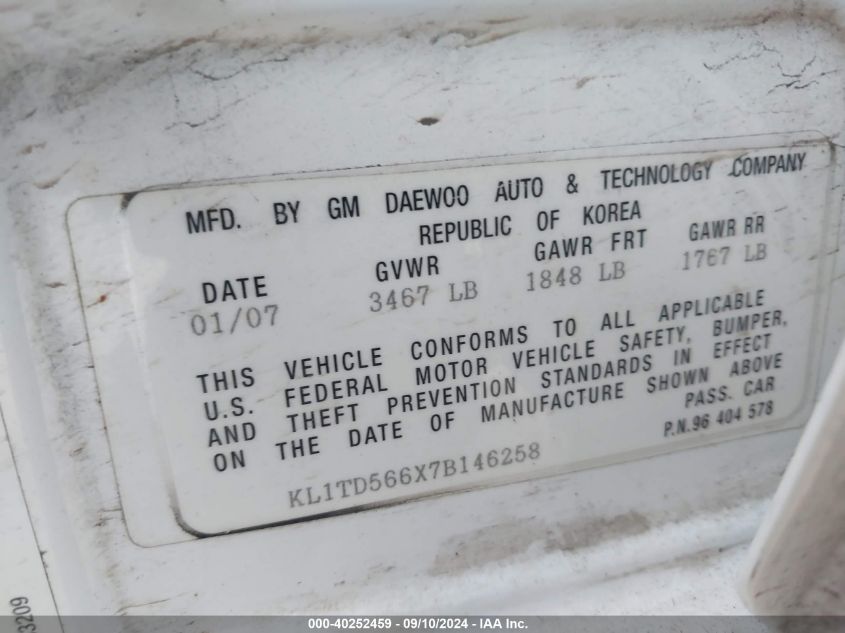 MFD. BY GM DAEWOO AUTO & TECHNOLOGY COMPANY
REPUBLIC OF KOREA
DATE GVWR GAWR FRT GAWR RR
01/07 3467 LB 1848 LB 1767 LB
THIS VEHICLE CONFORMS TO ALL APPLICABLE
U.S. FEDERAL MOTOR VEHICLE SAFETY, BUMPER,
AND THEFT PREVENTION STANDARDS IN EFFECT
ON THE DATE OF MANUFACTURE SHOWN ABOVE
PASS. CAR
P.N.96 404 578
KL1TD566X7B146258
3209
000-40252459 - 09/10/2024 - IAA Inc.